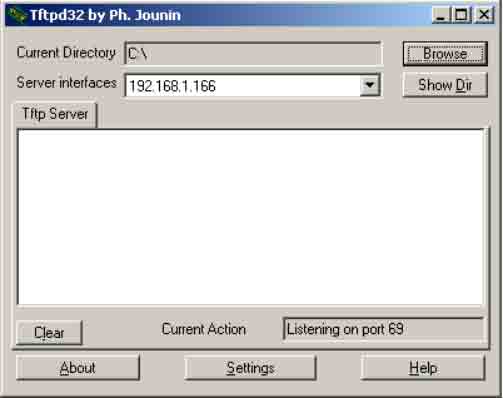 Tftpd32 by Ph. Jounin
Current Directory C:\ Browse
Server interfaces 192.168.1.166 Show Dir
Tftp Server
Clear Current Action Listening on port 69
About Settings Help